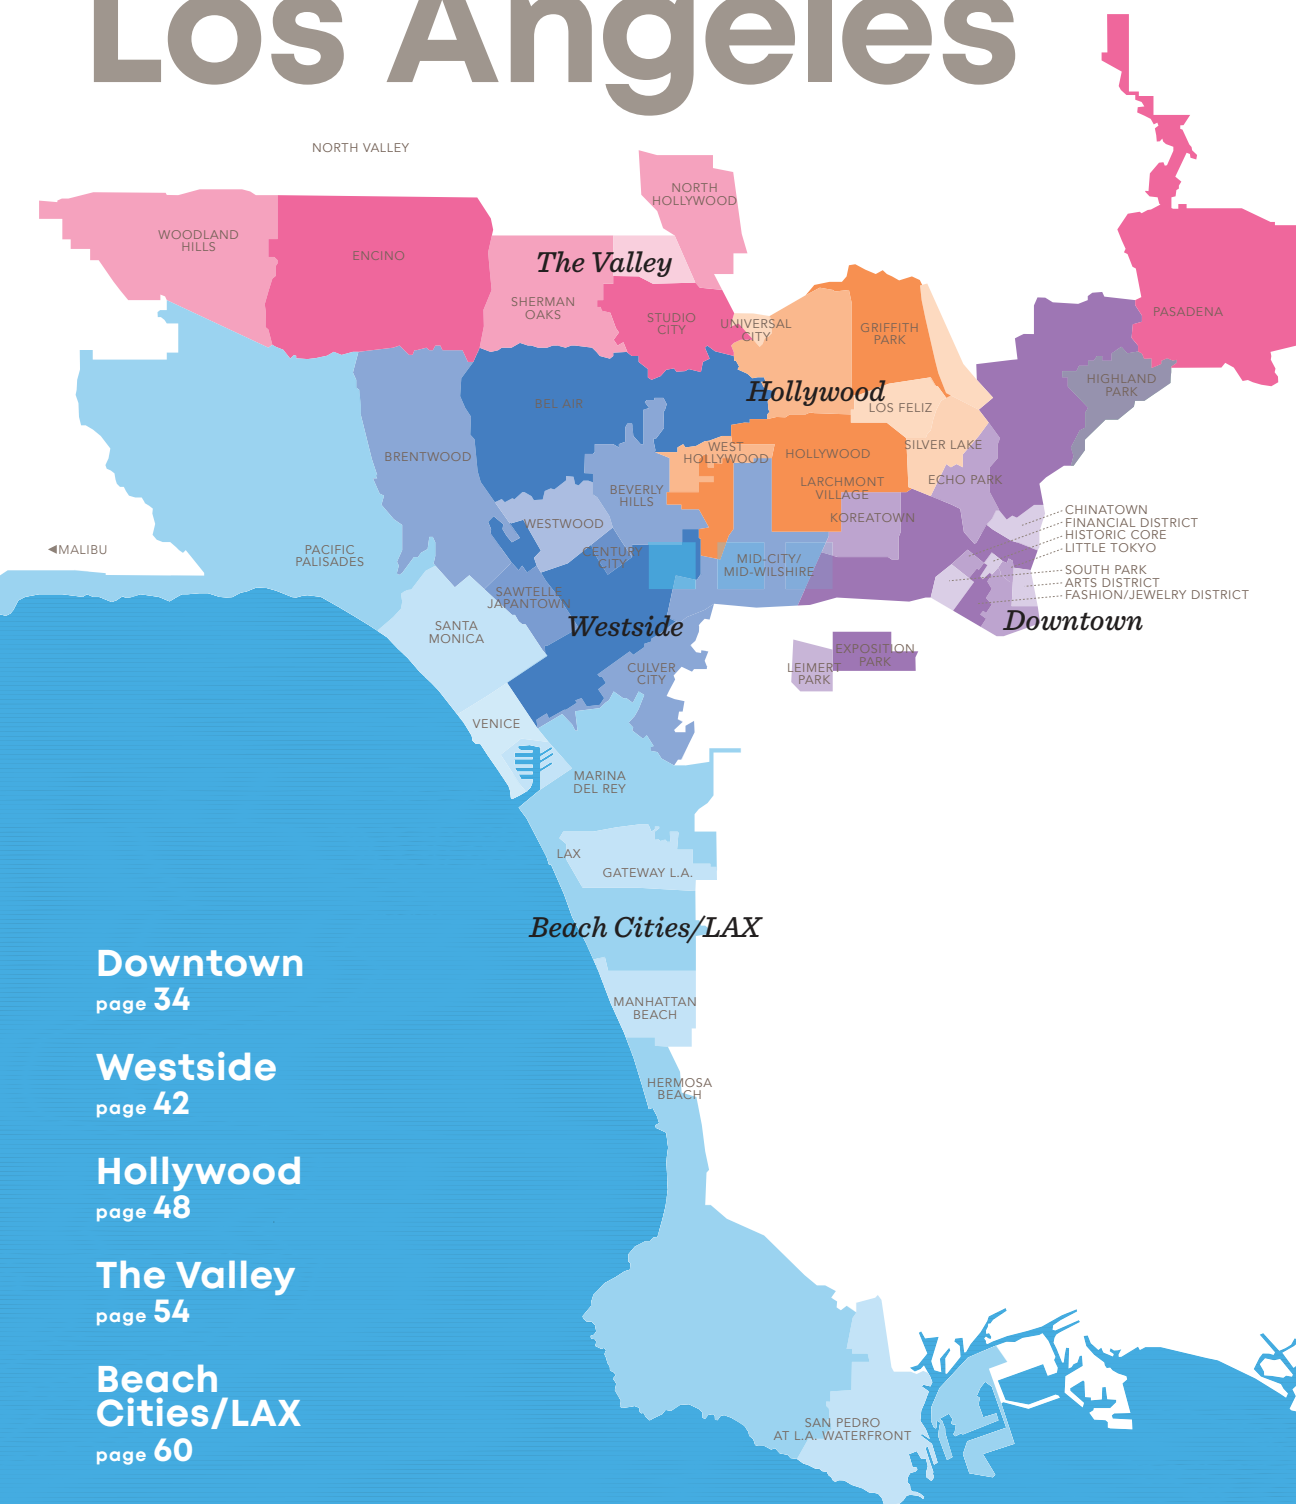 Los Angeles
NORTH VALLEY
NORTH
HOLLYWOOD
WOODLAND
HILLS
ENCINO
The Valley
SHERMAN
OAKS
STUDIO
CITY
UNIVERSAL
CITY
GRIFFITH
PARK
PASADENA
HIGHLAND
PARK
Hollywood
BEL AIR
LOS FELIZ
SILVER LAKE
BRENTWOOD
WEST
HOLLYWOOD
HOLLYWOOD
ECHO PARK
BEVERLY
HILLS
LARCHMONT
VILLAGE
KOREATOWN
WESTWOOD
CHINATOWN
FINANCIAL DISTRICT
HISTORIC CORE
LITTLE TOKYO
SOUTH PARK
ARTS DISTRICT
FASHION/JEWELRY DISTRICT
Downtown
◀MALIBU
PACIFIC
PALISADES
CENTURY
CITY
MID-CITY/
MID-WILSHIRE
SAWTELLE
JAPANTOWN
SANTA
MONICA
Westside
EXPOSITION
PARK
LEIMERT
PARK
CULVER
CITY
VENICE
MARINA
DEL REY
LAX
GATEWAY L.A.
Beach Cities/LAX
MANHATTAN
BEACH
HERMOSA
BEACH
SAN PEDRO
AT L.A. WATERFRONT
Downtown
page 34
Westside
page 42
Hollywood
page 48
The Valley
page 54
Beach
Cities/LAX
page 60